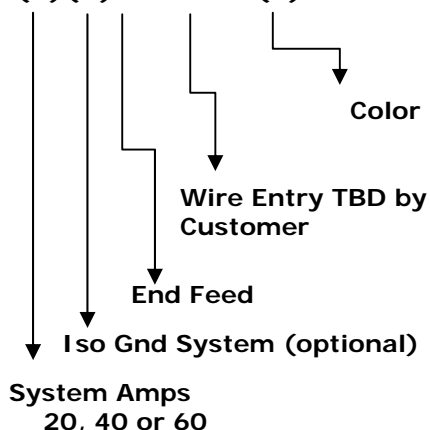 Color
Wire Entry TBD by
Customer
End Feed
Iso Gnd System (optional)
System Amps
20, 40 or 60